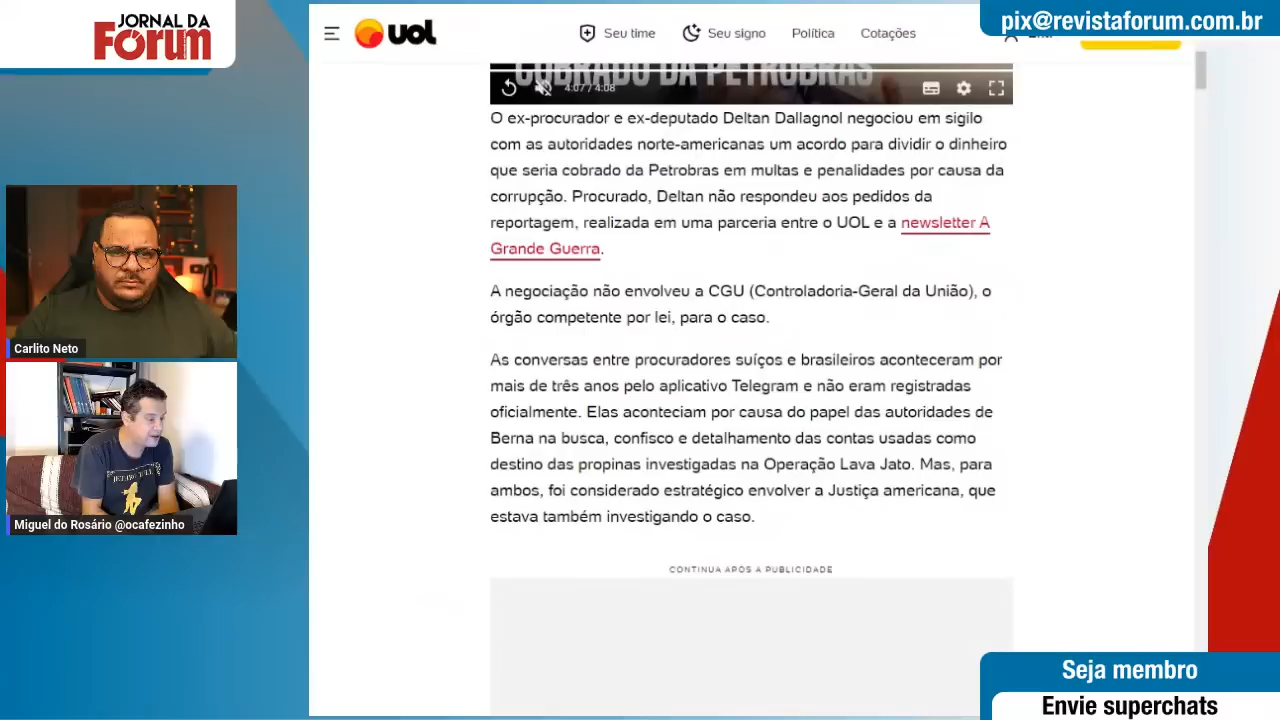 JORNAL DA
FORUM
UOL
Seu time
Seu signo
Política
Cotações
pix@revistaforum.com.br
COBRADO DA PETROBRAS
4:07 / 4:08
O ex-procurador e ex-deputado Deltan Dallagnol negociou em sigilo
com as autoridades norte-americanas um acordo para dividir o dinheiro
que seria cobrado da Petrobras em multas e penalidades por causa da
corrupção. Procurado, Deltan não respondeu aos pedidos da
reportagem, realizada em uma parceria entre o UOL e a newsletter A
Grande Guerra.
A negociação não envolveu a CGU (Controladoria-Geral da União), o
órgão competente por lei, para o caso.
As conversas entre procuradores suíços e brasileiros aconteceram por
mais de três anos pelo aplicativo Telegram e não eram registradas
oficialmente. Elas aconteciam por causa do papel das autoridades de
Berna na busca, confisco e detalhamento das contas usadas como
destino das propinas investigadas na Operação Lava Jato. Mas, para
ambos, foi considerado estratégico envolver a Justiça americana, que
estava também investigando o caso.
CONTINUA APÓS A PUBLICIDADE
Carlito Neto
JETHRO TULL
Miguel do Rosário @ocafezinho
Seja membro
Envie superchats